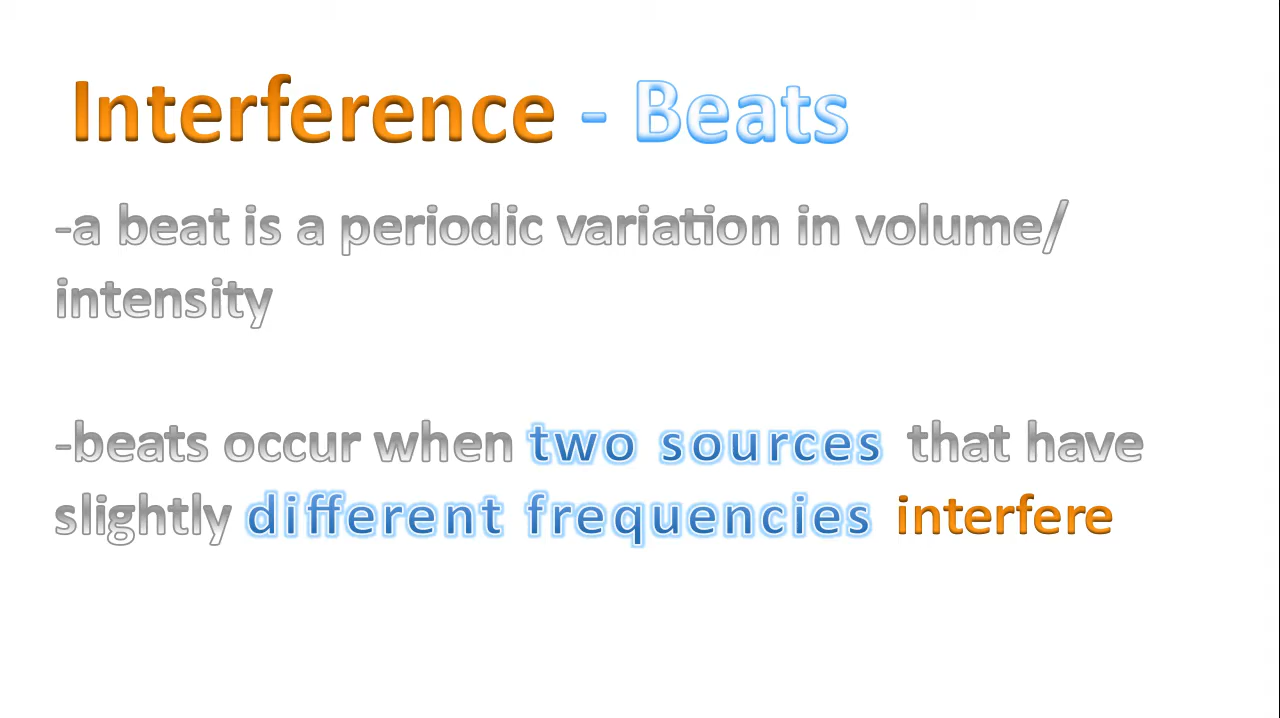 Interference - Beats
-a beat is a periodic variation in volume/
intensity
-beats occur when two sources that have
slightly different frequencies interfere